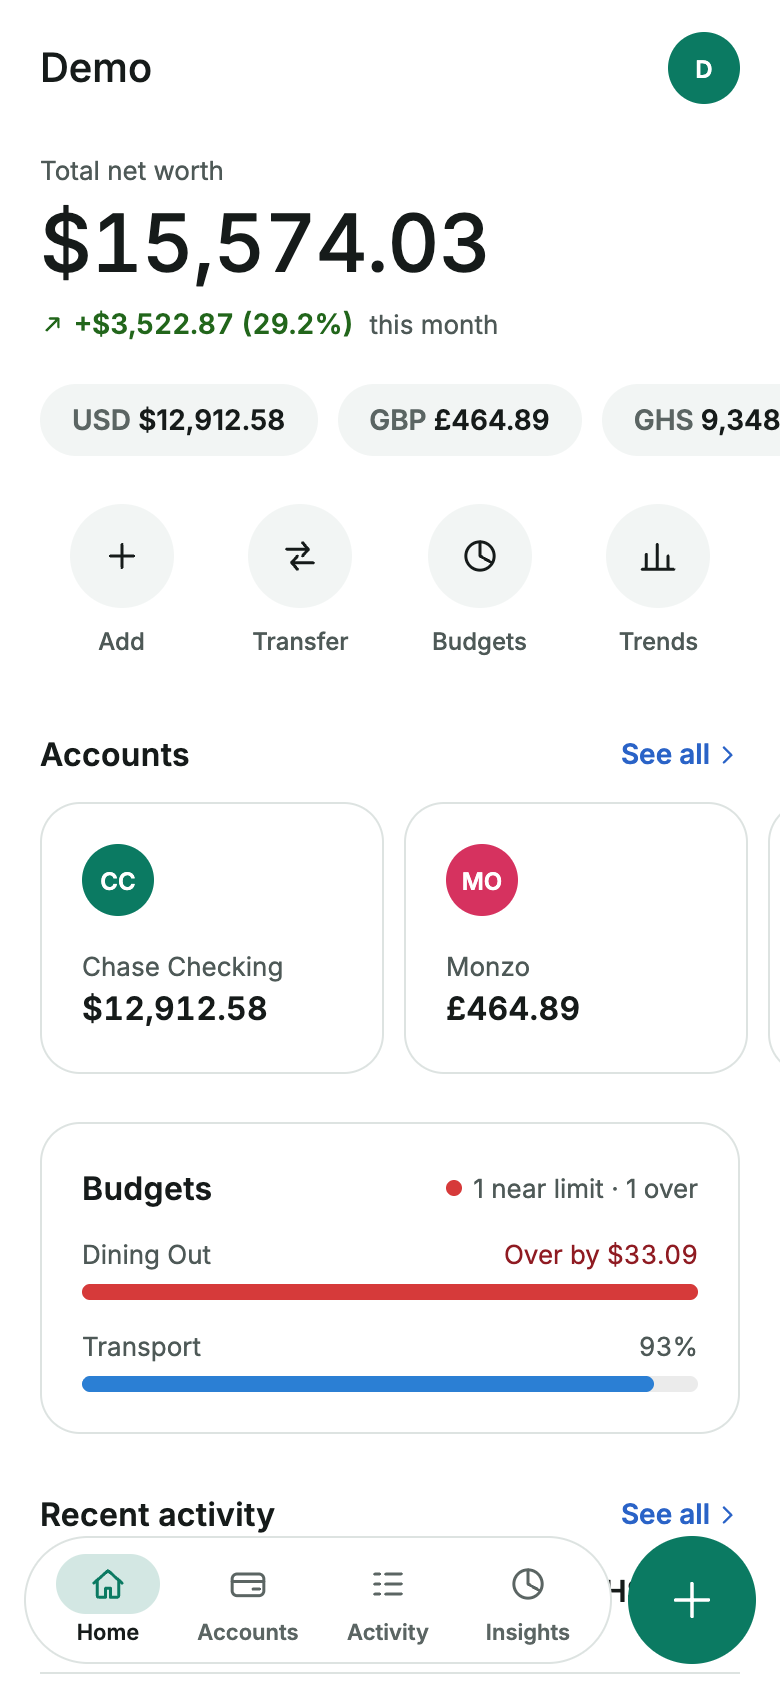 Demo
D
Total net worth
$15,574.03
+$3,522.87 (29.2%) this month
USD $12,912.58
GBP £464.89
GHS 9,348
Add
Transfer
Budgets
Trends
Accounts
See all
CC
Chase Checking
$12,912.58
MO
Monzo
£464.89
Budgets
1 near limit · 1 over
Dining Out
Over by $33.09
Transport
93%
Recent activity
See all
Home
Accounts
Activity
Insights